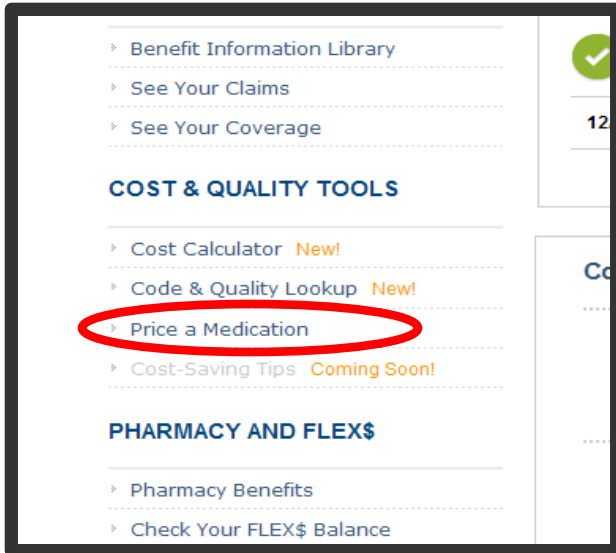 Benefit Information Library
See Your Claims
See Your Coverage
12
COST & QUALITY TOOLS
Cost Calculator New!
Code & Quality Lookup New!
Price a Medication
Cost-Saving Tips Coming Soon!
PHARMACY AND FLEX$
Pharmacy Benefits
Check Your FLEX$ Balance